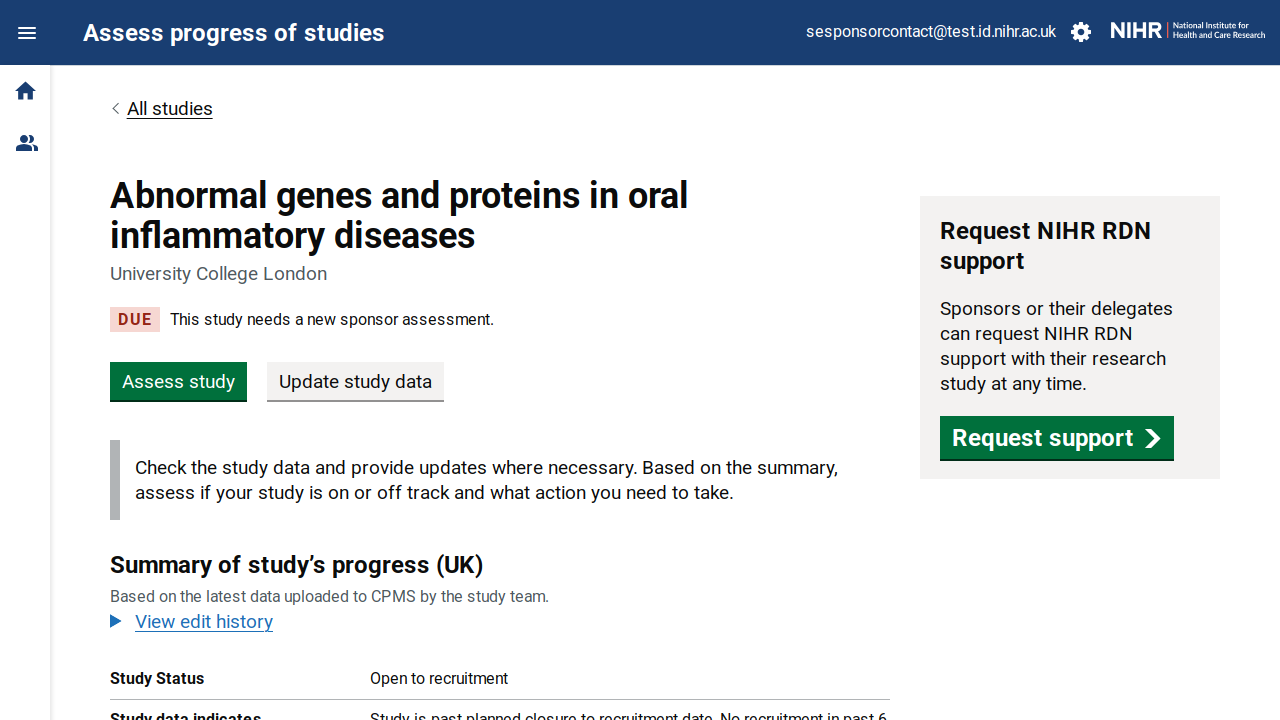 Assess progress of studies
sesponsorcontact@test.id.nihr.ac.uk
NIHR
National Institute for
Health and Care Research
All studies
Abnormal genes and proteins in oral
inflammatory diseases
University College London
DUE This study needs a new sponsor assessment.
Assess study
Update study data
Check the study data and provide updates where necessary. Based on the summary,
assess if your study is on or off track and what action you need to take.
Summary of study’s progress (UK)
Based on the latest data uploaded to CPMS by the study team.
View edit history
Study Status Open to recruitment
Study data indicates Study is past planned closure to recruitment date, No recruitment in past 6
Request NIHR RDN
support
Sponsors or their delegates
can request NIHR RDN
support with their research
study at any time.
Request support